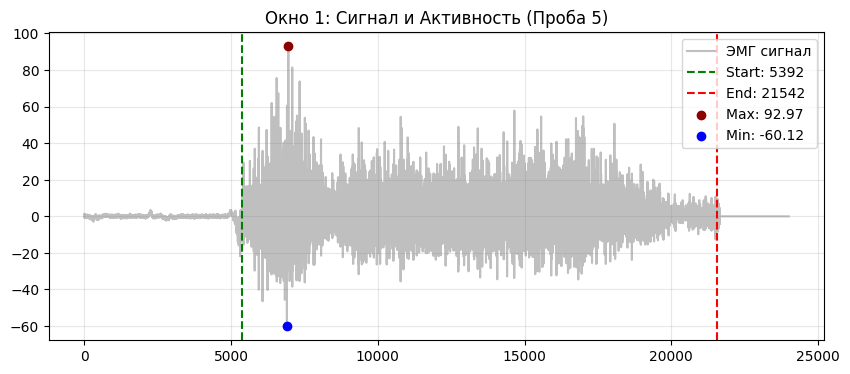 Окно 1: Сигнал и Активность (Проба 5)
100
80
60
40
20
0
−20
−40
−60
ЭМГ сигнал
Start: 5392
End: 21542
Max: 92.97
Min: -60.12
0
5000
10000
15000
20000
25000